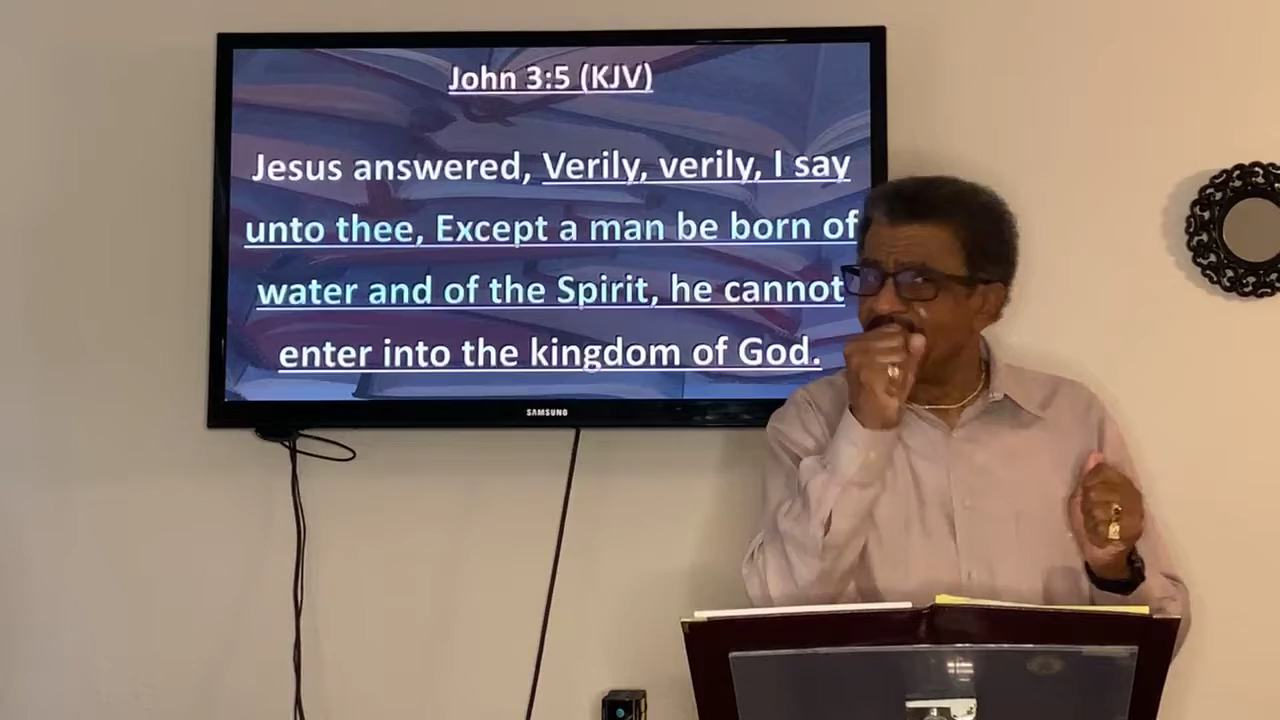 John 3:5 (KJV)
Jesus answered, Verily, verily, I say
unto thee, Except a man be born of
water and of the Spirit, he cannot
enter into the kingdom of God.
SAMSUNG